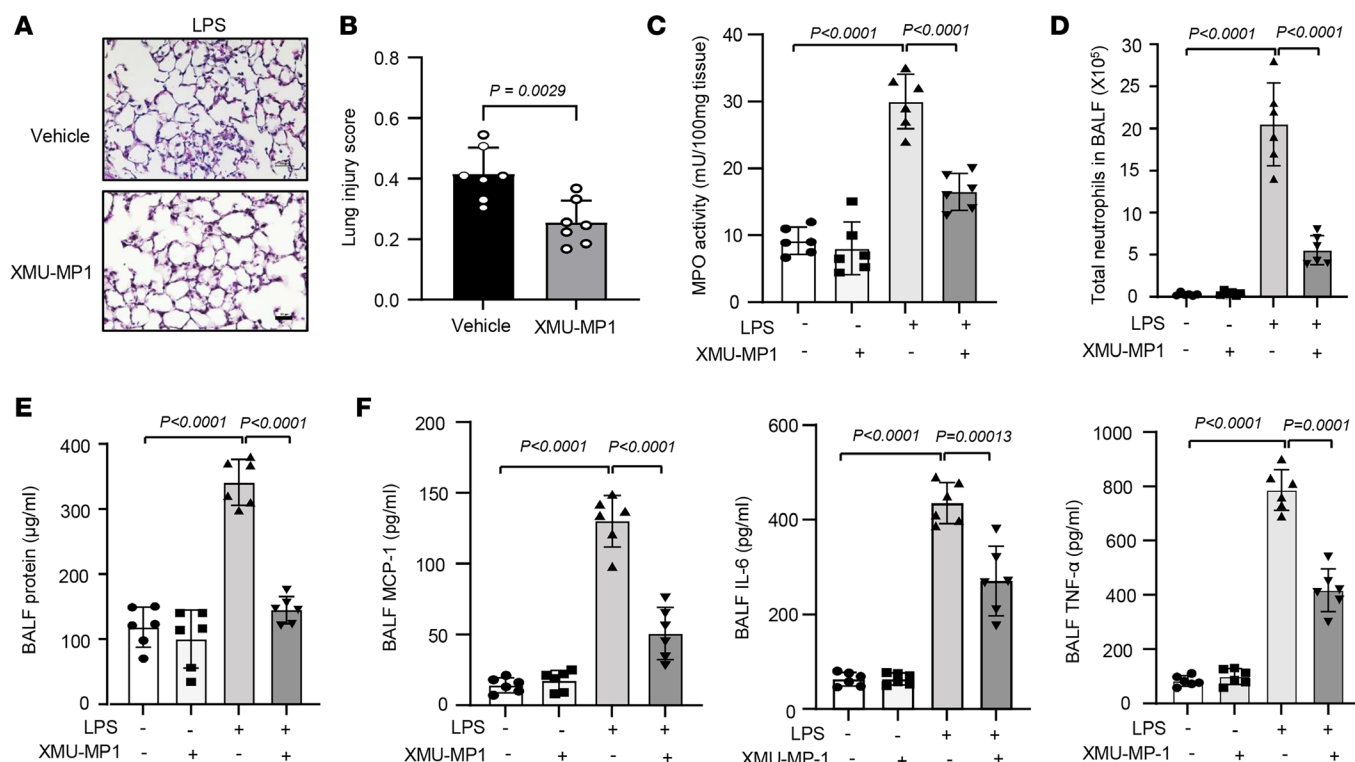 A
LPS
Vehicle
XMU-MP1
B
Lung injury score
0.8
0.6
0.4
0.2
0.0
P = 0.0029
Vehicle XMU-MP1
C
MPO activity (mU/100mg tissue)
40
30
20
10
0
P<0.0001 P<0.0001
LPS - - + +
XMU-MP1 - + - +
D
Total neutrophils in BALF (X10⁵)
30
25
20
15
10
5
0
P<0.0001 P<0.0001
LPS - - + +
XMU-MP1 - + - +
E
BALF protein (µg/ml)
400
300
200
100
0
P<0.0001 P<0.0001
LPS - - + +
XMU-MP1 - + - +
F
BALF MCP-1 (pg/ml)
200
150
100
50
0
P<0.0001 P<0.0001
LPS - - + +
XMU-MP1 - + - +
BALF IL-6 (pg/ml)
600
400
200
0
P<0.0001 P=0.00013
LPS - - + +
XMU-MP-1 - + - +
BALF TNF-α (pg/ml)
1000
800
600
400
200
0
P<0.0001 P=0.0001
LPS - - + +
XMU-MP1 - + - +